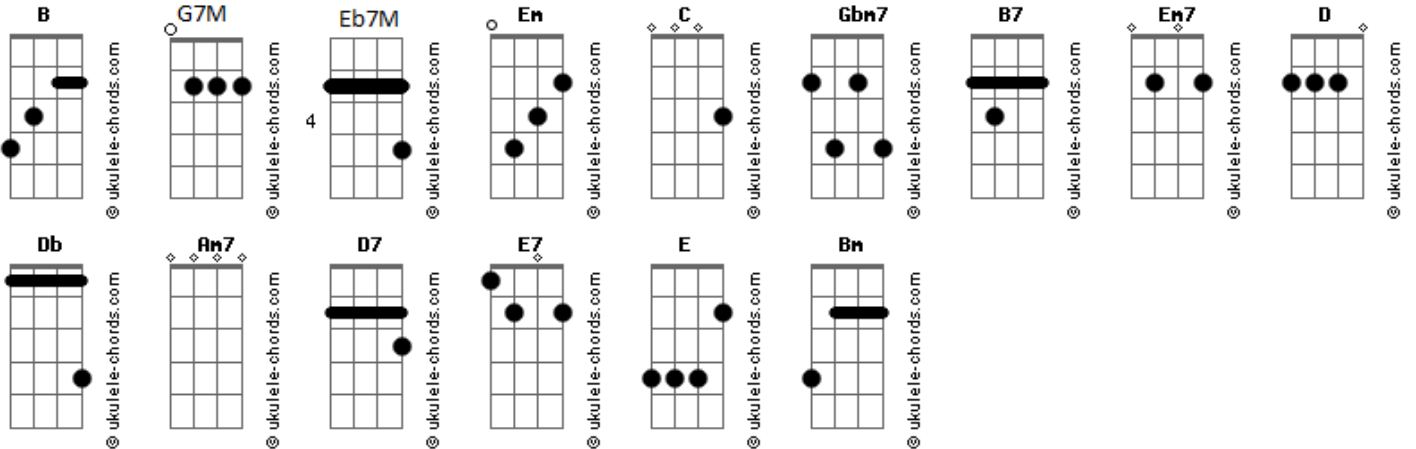 B G7M Eb7M Em C Gbm7 B7 Em7 D
© ukulele-chords.com © ukulele-chords.com © ukulele-chords.com © ukulele-chords.com © ukulele-chords.com © ukulele-chords.com © ukulele-chords.com © ukulele-chords.com © ukulele-chords.com
4
Db Am7 D7 E7 E Bm
© ukulele-chords.com © ukulele-chords.com © ukulele-chords.com © ukulele-chords.com © ukulele-chords.com © ukulele-chords.com